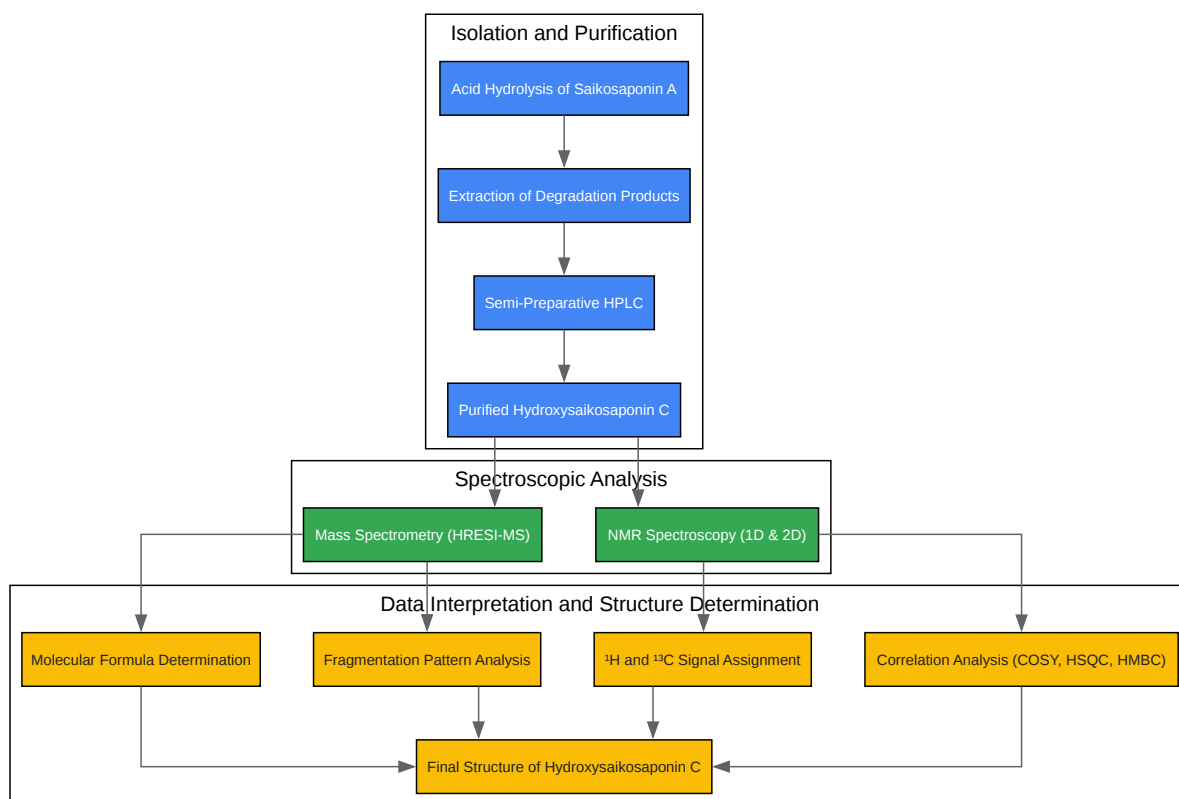 Isolation and Purification
Acid Hydrolysis of Saikosaponin A
Extraction of Degradation Products
Semi-Preparative HPLC
Purified Hydroxysaikosaponin C
Spectroscopic Analysis
Mass Spectrometry (HRESI-MS)
NMR Spectroscopy (1D & 2D)
Data Interpretation and Structure Determination
Molecular Formula Determination
Fragmentation Pattern Analysis
¹H and ¹³C Signal Assignment
Correlation Analysis (COSY, HSQC, HMBC)
Final Structure of Hydroxysaikosaponin C